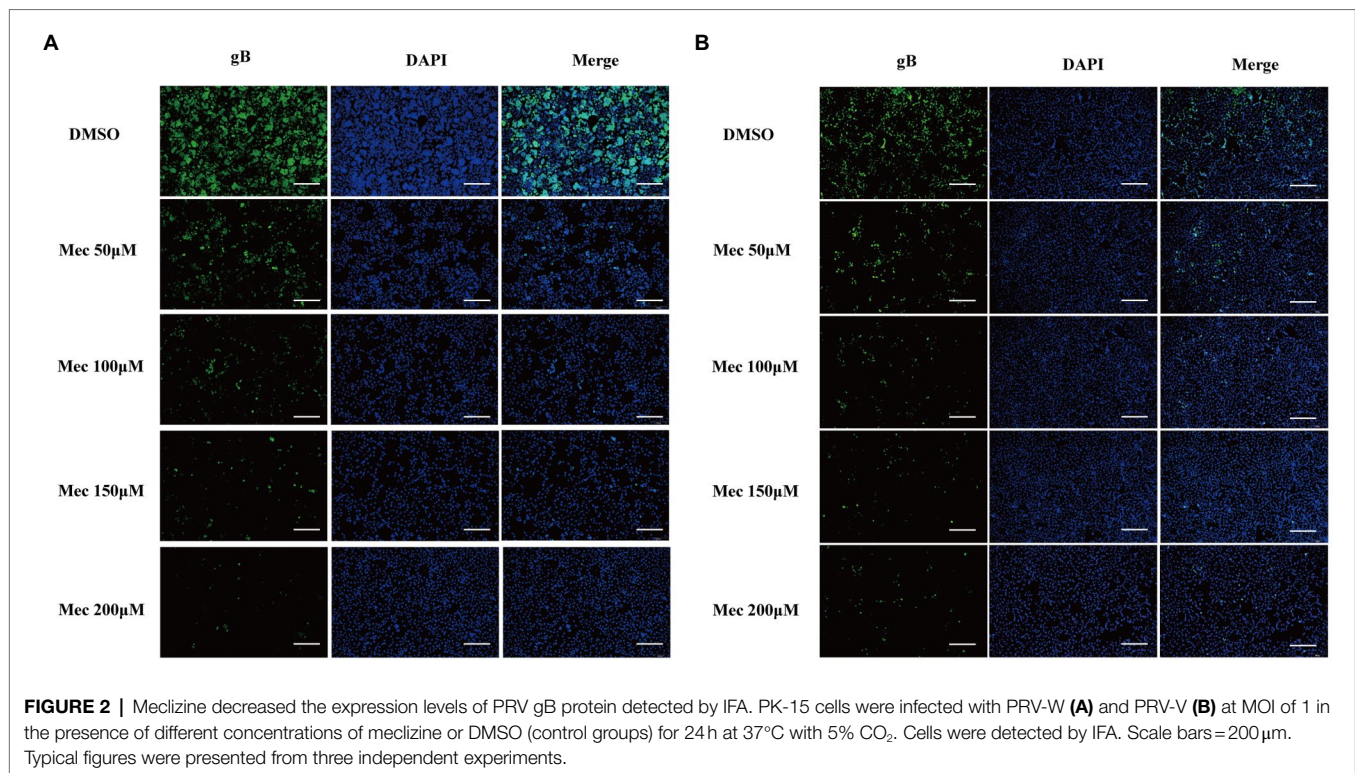 A
B
gB DAPI Merge
gB DAPI Merge
DMSO
DMSO
Mec 50μM
Mec 50μM
Mec 100μM
Mec 100μM
Mec 150μM
Mec 150μM
Mec 200μM
Mec 200μM
FIGURE 2 | Meclizine decreased the expression levels of PRV gB protein detected by IFA. PK-15 cells were infected with PRV-W (A) and PRV-V (B) at MOI of 1 in
the presence of different concentrations of meclizine or DMSO (control groups) for 24 h at 37°C with 5% CO₂. Cells were detected by IFA. Scale bars = 200 μm.
Typical figures were presented from three independent experiments.